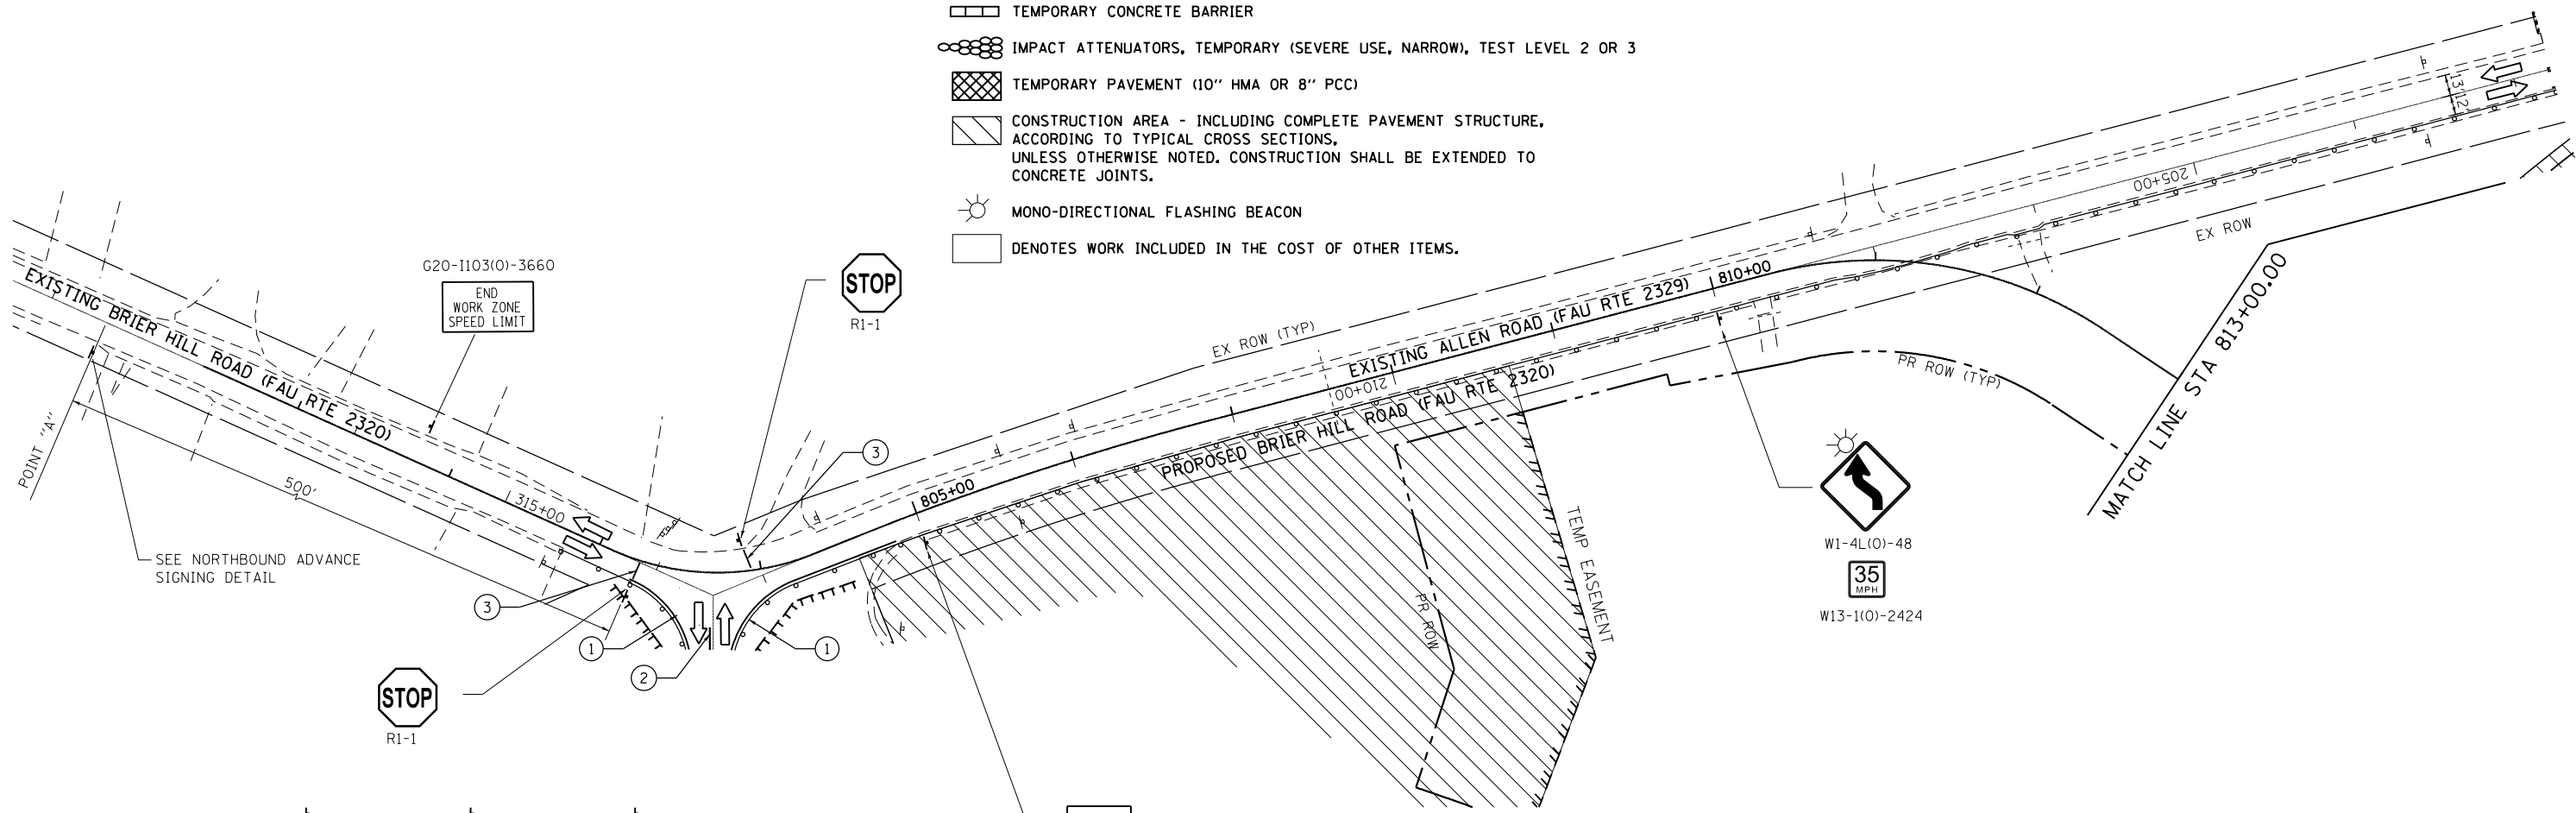 TEMPORARY CONCRETE BARRIER
IMPACT ATTENUATORS, TEMPORARY (SEVERE USE, NARROW), TEST LEVEL 2 OR 3
TEMPORARY PAVEMENT (10" HMA OR 8" PCC)
CONSTRUCTION AREA - INCLUDING COMPLETE PAVEMENT STRUCTURE,
ACCORDING TO TYPICAL CROSS SECTIONS,
UNLESS OTHERWISE NOTED. CONSTRUCTION SHALL BE EXTENDED TO
CONCRETE JOINTS.
MONO-DIRECTIONAL FLASHING BEACON
DENOTES WORK INCLUDED IN THE COST OF OTHER ITEMS.
13'
12'
205+00
EX ROW
EXISTING BRIER HILL ROAD (FAU RTE 2320)
G20-I103(0)-3660
END
WORK ZONE
SPEED LIMIT
STOP
R1-1
EX ROW (TYP)
EXISTING ALLEN ROAD (FAU RTE 2329)
810+00
210+00
PROPOSED BRIER HILL ROAD (FAU RTE 2320)
PR ROW (TYP)
MATCH LINE STA 813+00.00
POINT "A"
500'
315+00
3
805+00
SEE NORTHBOUND ADVANCE
SIGNING DETAIL
3
1
2
1
STOP
R1-1
TEMP EASEMENT
PR ROW
W1-4L(0)-48
35
MPH
W13-1(0)-2424